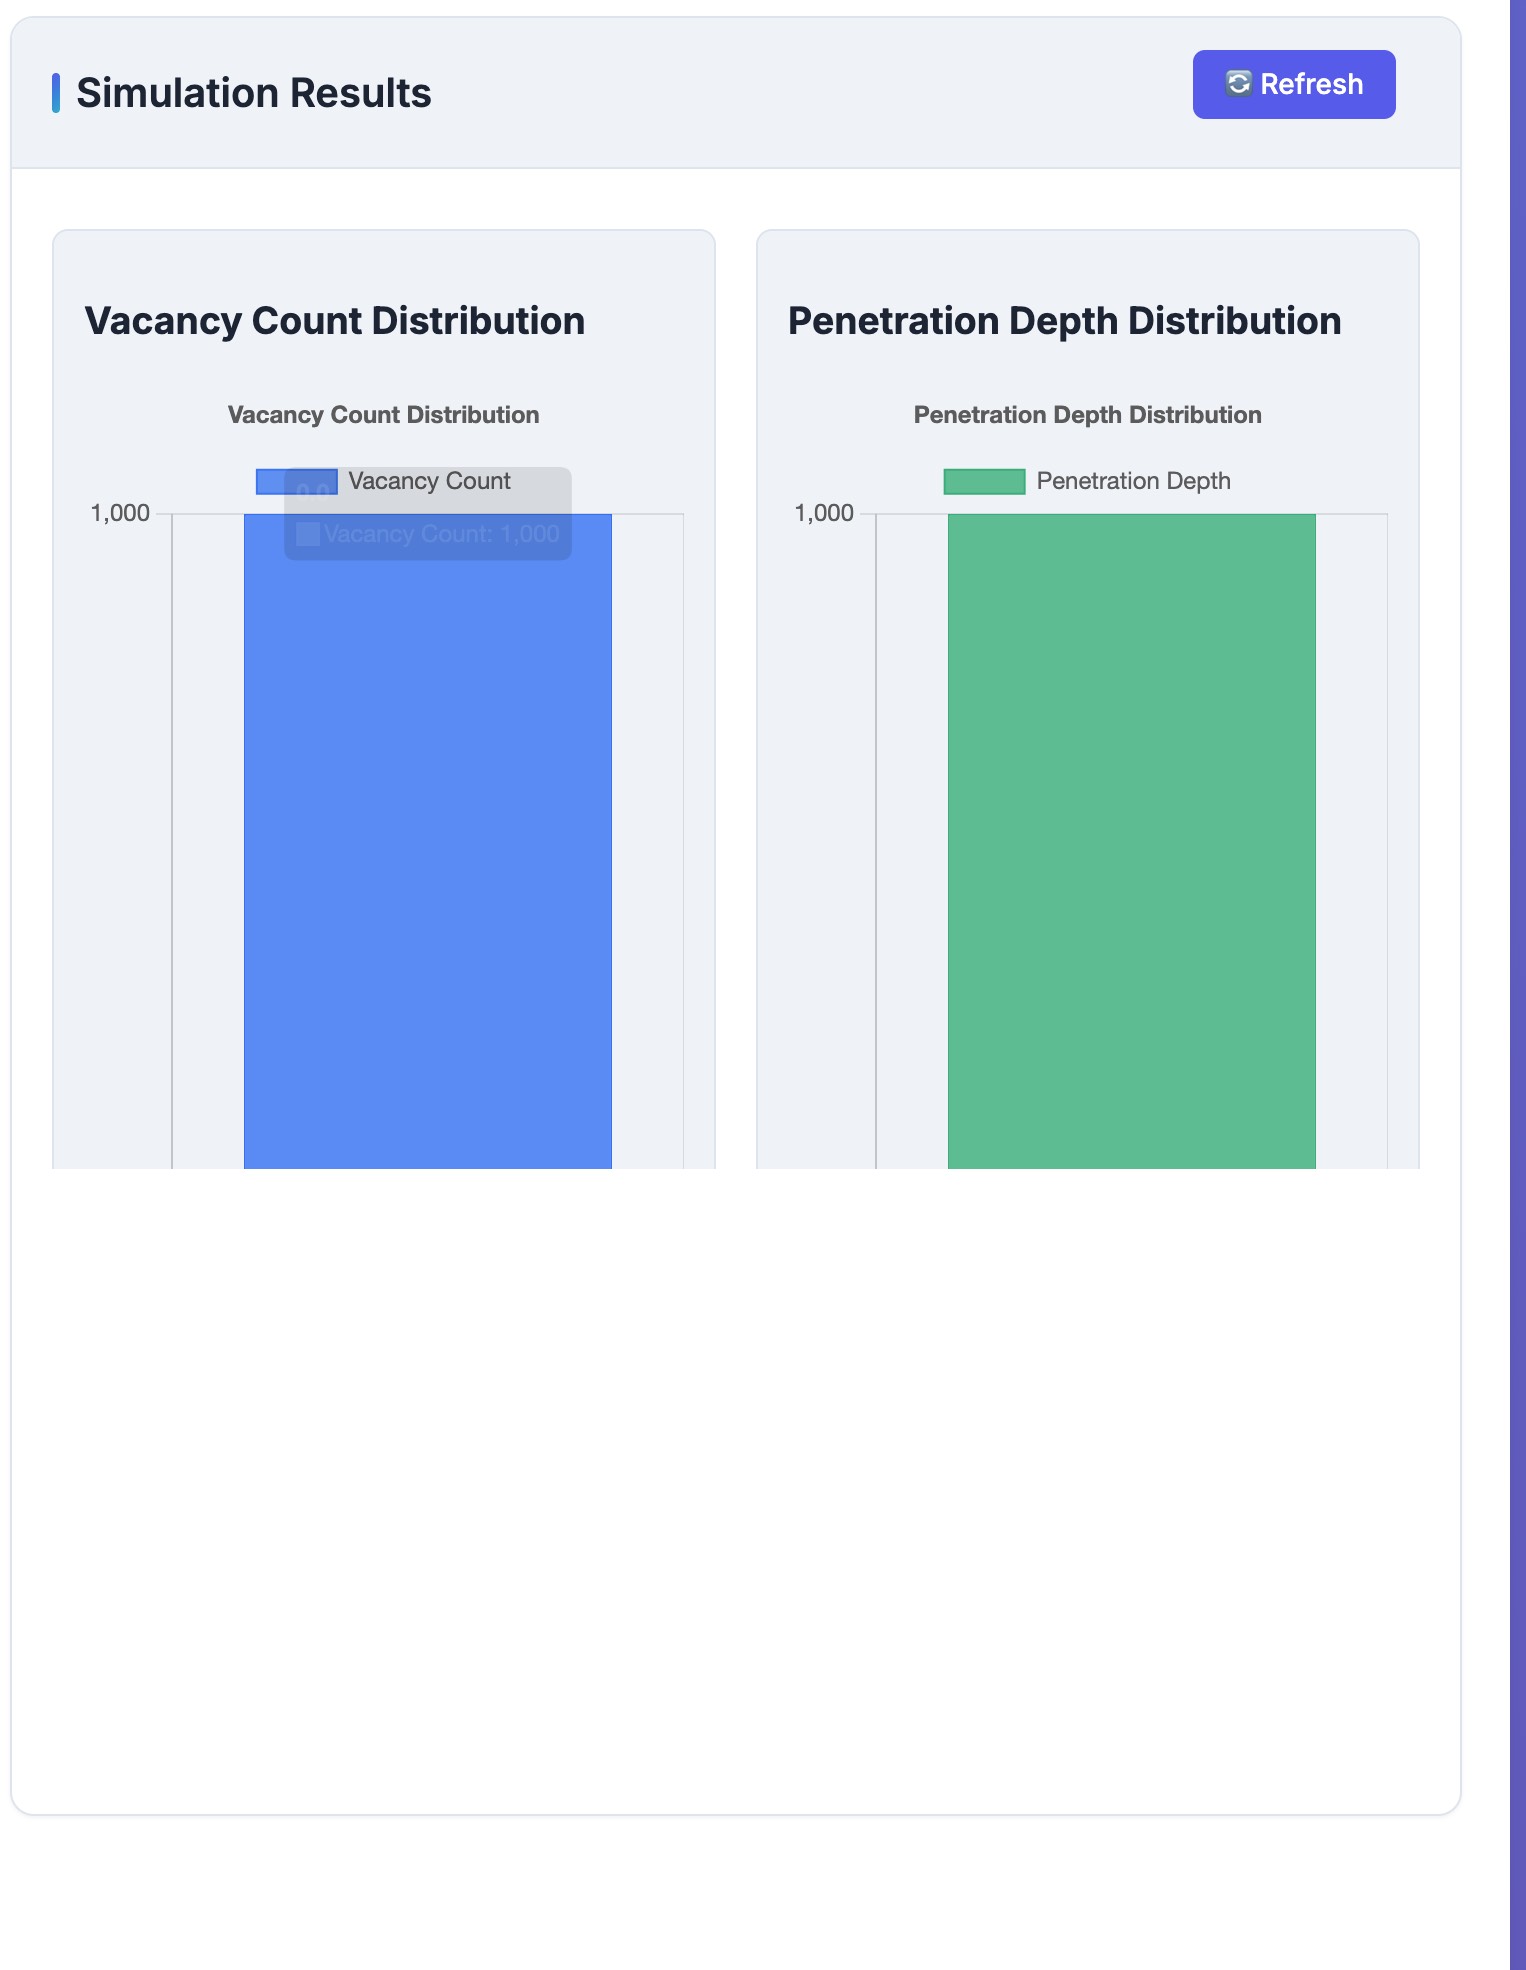 Simulation Results
Refresh
Vacancy Count Distribution
Vacancy Count Distribution
Vacancy Count
0.0
Vacancy Count: 1,000
1,000
Penetration Depth Distribution
Penetration Depth Distribution
Penetration Depth
1,000